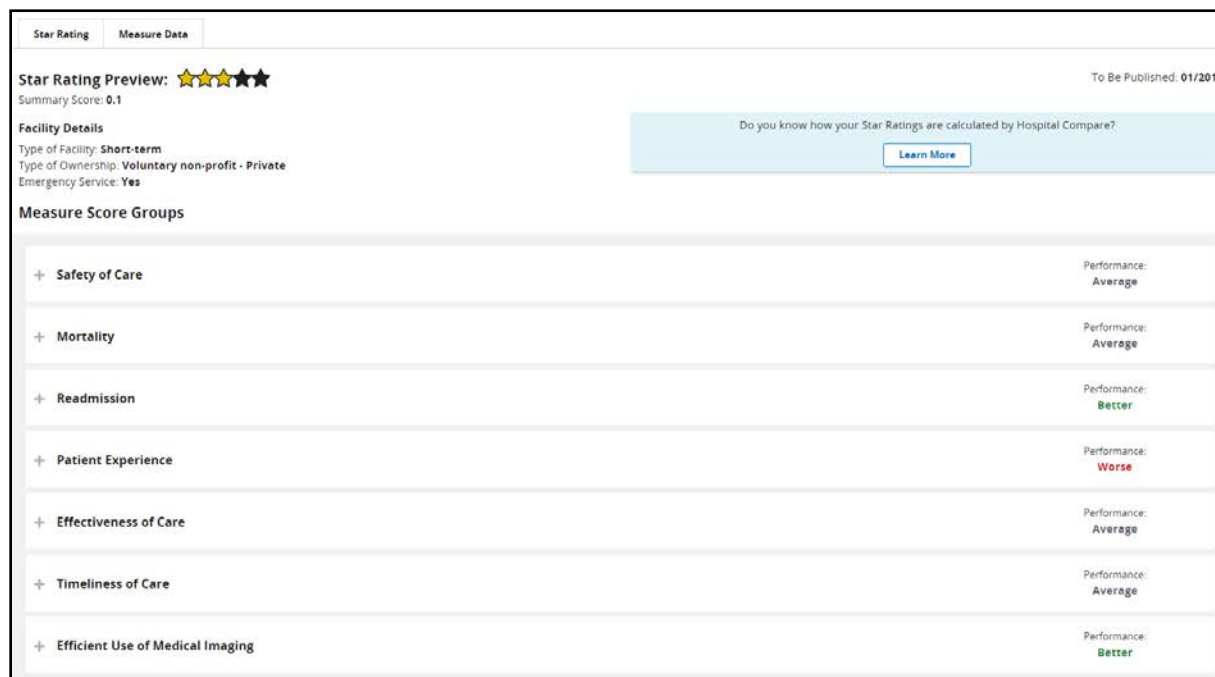 Star Rating Measure Data
Star Rating Preview:
To Be Published: 01/201
Summary Score: 0.1
Facility Details
Type of Facility: Short-term
Type of Ownership: Voluntary non-profit - Private
Emergency Service: Yes
Do you know how your Star Ratings are calculated by Hospital Compare?
Learn More
Measure Score Groups
+ Safety of Care
Performance:
Average
+ Mortality
Performance:
Average
+ Readmission
Performance:
Better
+ Patient Experience
Performance:
Worse
+ Effectiveness of Care
Performance:
Average
+ Timeliness of Care
Performance:
Average
+ Efficient Use of Medical Imaging
Performance:
Better